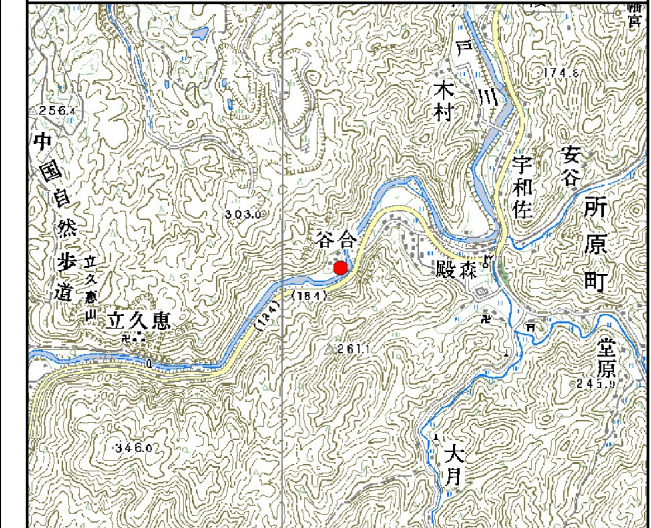 幡宮
戸
川
174.8
木村
256.4
中国自然歩道
宇和佐
安谷
所原町
303.0
谷合
立久恵山
殿森
(184)
(184)
立久恵
261.1
堂原
245.9
346.0
大月